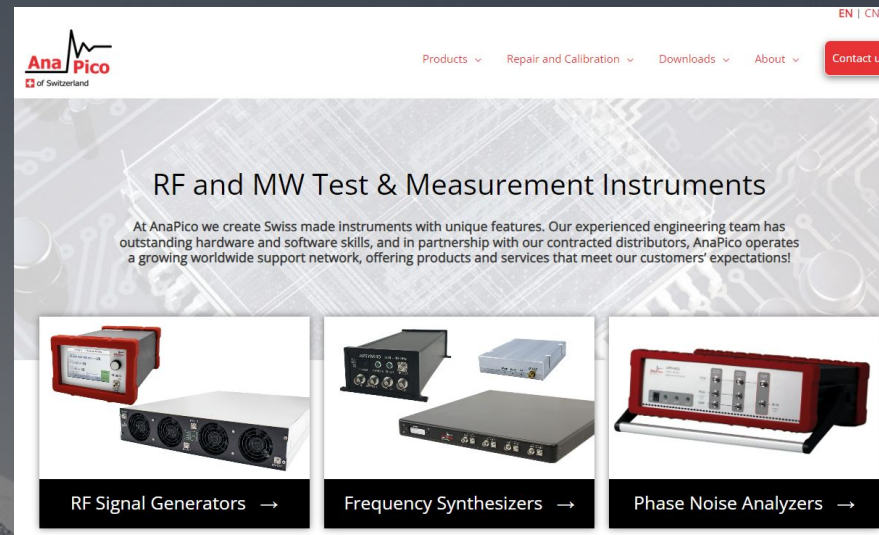 EN | CN
Ana Pico
of Switzerland
Products
Repair and Calibration
Downloads
About
Contact u
RF and MW Test & Measurement Instruments
At AnaPico we create Swiss made instruments with unique features. Our experienced engineering team has
outstanding hardware and software skills, and in partnership with our contracted distributors, AnaPico operates
a growing worldwide support network, offering products and services that meet our customers' expectations!
RF Signal Generators →
Frequency Synthesizers →
Phase Noise Analyzers →